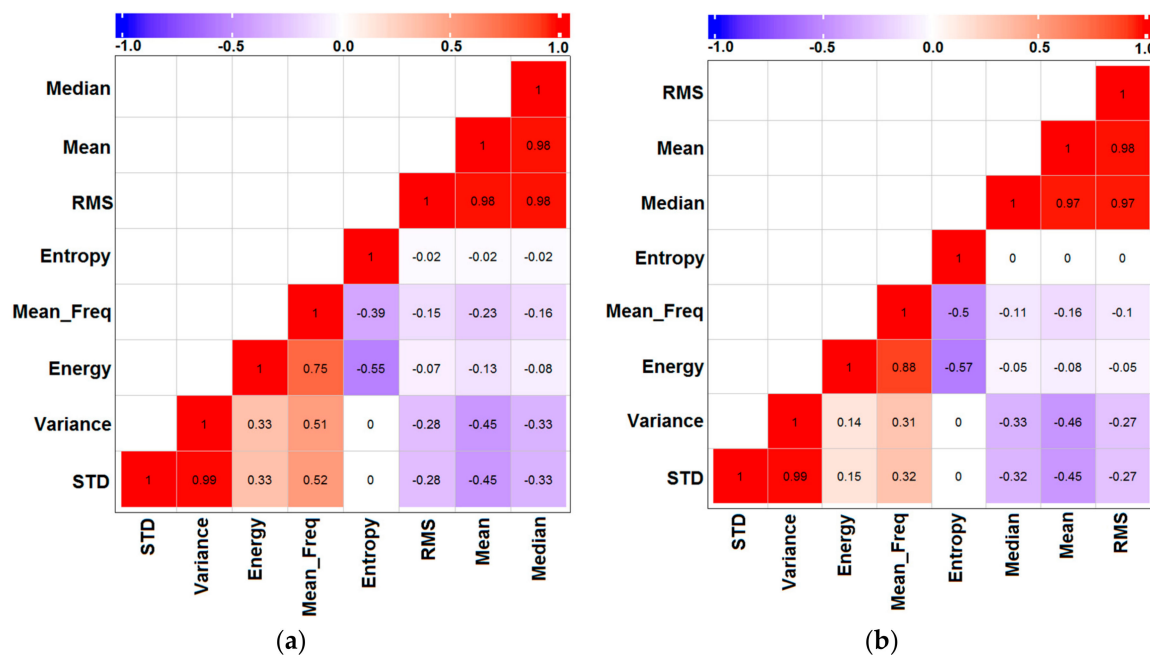 -1.0 -0.5 0.0 0.5 1.0
Median 1
Mean 1 0.98
RMS 1 0.98 0.98
Entropy 1 -0.02 -0.02 -0.02
Mean_Freq 1 -0.39 -0.15 -0.23 -0.16
Energy 1 0.75 -0.55 -0.07 -0.13 -0.08
Variance 1 0.33 0.51 0 -0.28 -0.45 -0.33
STD 1 0.99 0.33 0.52 0 -0.28 -0.45 -0.33
STD Variance Energy Mean_Freq Entropy RMS Mean Median
(a)
-1.0 -0.5 0.0 0.5 1.0
RMS 1
Mean 1 0.98
Median 1 0.97 0.97
Entropy 1 0 0 0
Mean_Freq 1 -0.5 -0.11 -0.16 -0.1
Energy 1 0.88 -0.57 -0.05 -0.08 -0.05
Variance 1 0.14 0.31 0 -0.33 -0.46 -0.27
STD 1 0.99 0.15 0.32 0 -0.32 -0.45 -0.27
STD Variance Energy Mean_Freq Entropy Median Mean RMS
(b)